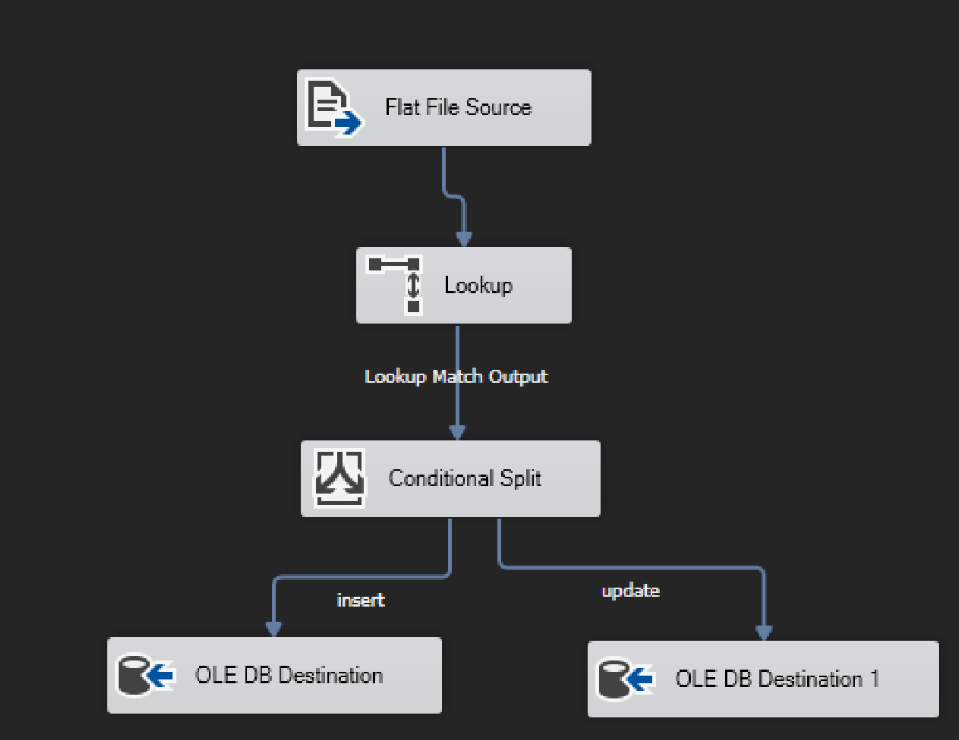 Flat File Source
Lookup
Lookup Match Output
Conditional Split
insert
update
OLE DB Destination
OLE DB Destination 1